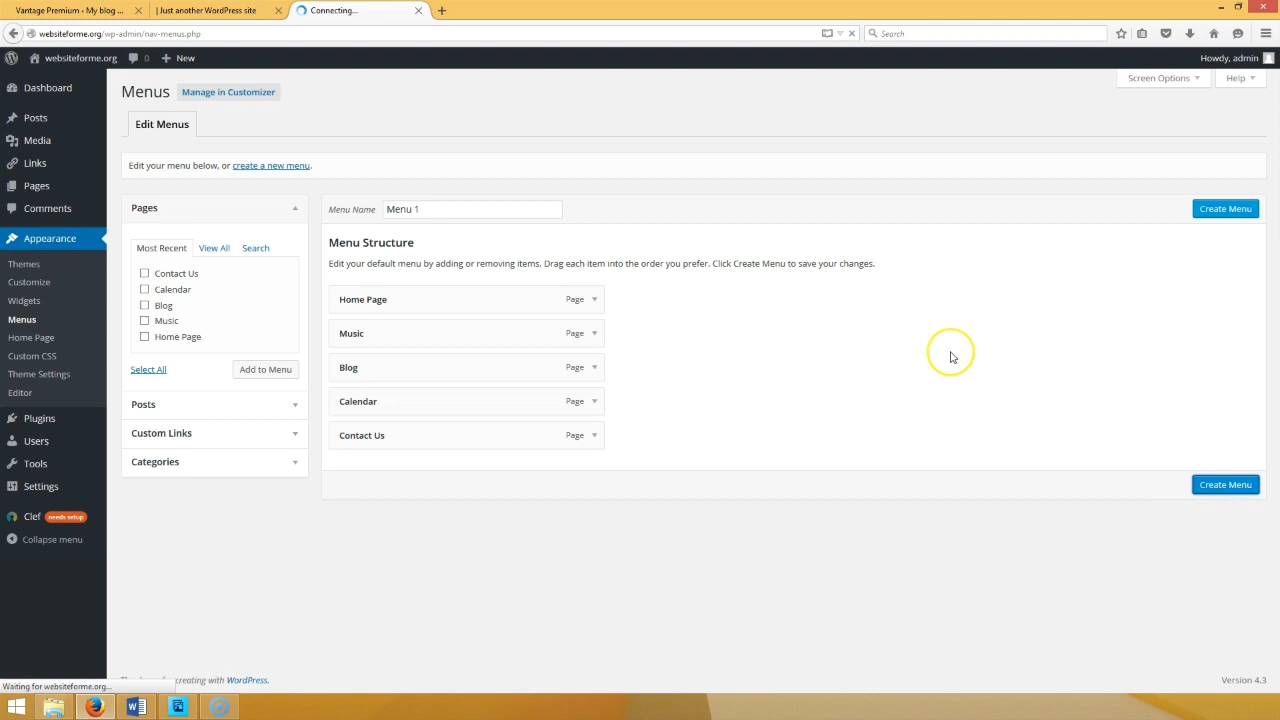 Vantage Premium ‹ My blog ...
| Just another WordPress site
Connecting...
websiteforme.org/wp-admin/nav-menus.php
Search
websiteforme.org
0
New
Howdy, admin
Dashboard
Posts
Media
Links
Pages
Comments
Appearance
Themes
Customize
Widgets
Menus
Home Page
Custom CSS
Theme Settings
Editor
Plugins
Users
Tools
Settings
Clef needs setup
Collapse menu
Menus
Manage in Customizer
Screen Options
Help
Edit Menus
Edit your menu below, or create a new menu.
Pages
Most Recent
View All
Search
Contact Us
Calendar
Blog
Music
Home Page
Select All
Add to Menu
Posts
Custom Links
Categories
Menu Name
Menu 1
Create Menu
Menu Structure
Edit your default menu by adding or removing items. Drag each item into the order you prefer. Click Create Menu to save your changes.
Home Page Page
Music Page
Blog Page
Calendar Page
Contact Us Page
Create Menu
creating with WordPress.
Version 4.3
Waiting for websiteforme.org...